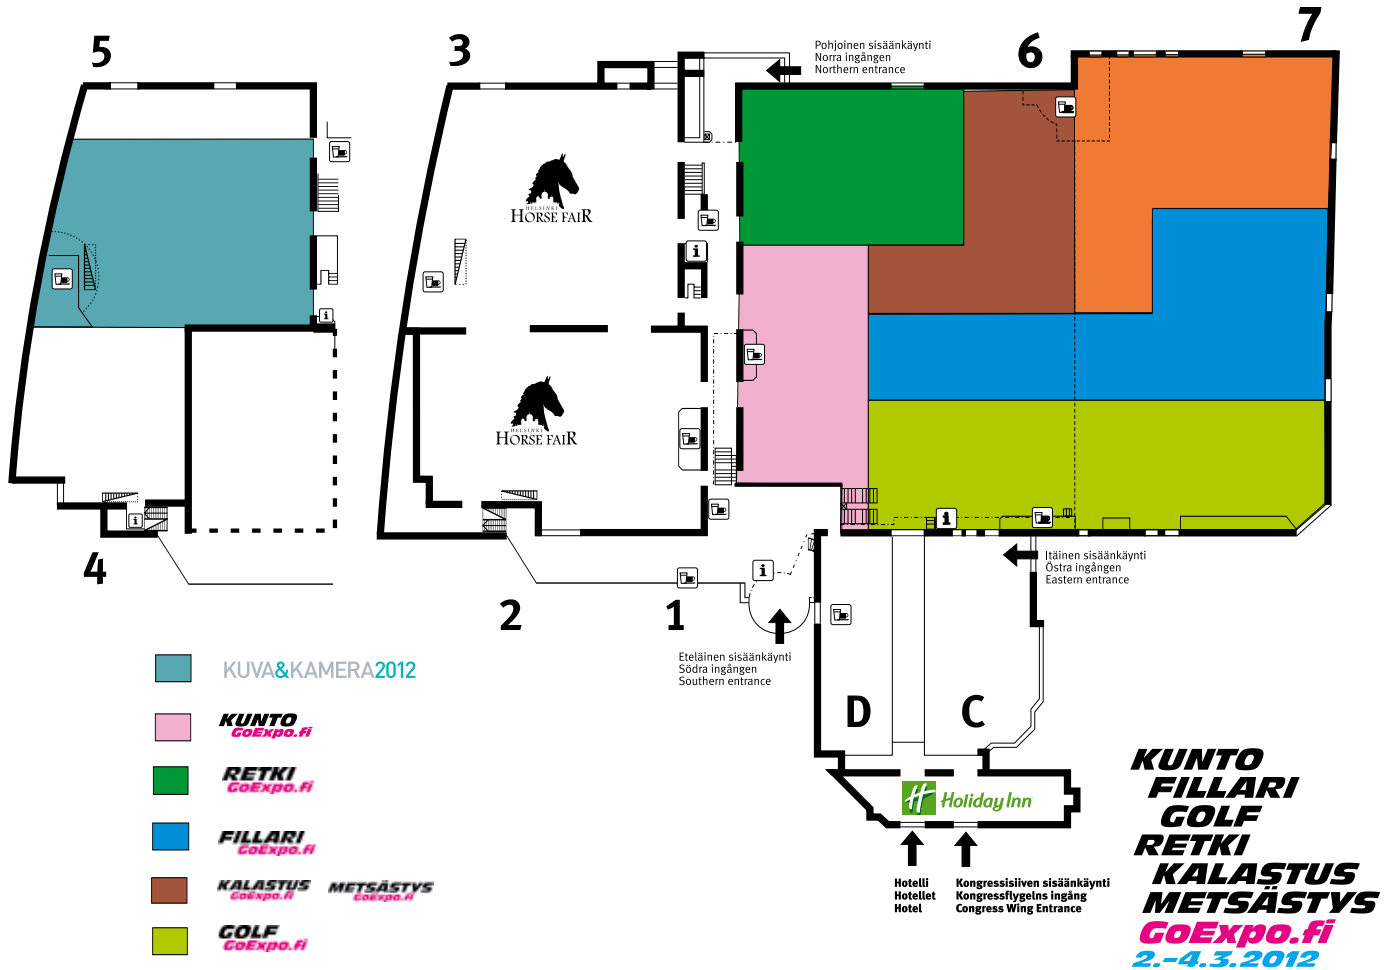 5
3
Pohjoinen sisäänkäynti
Norra ingången
Northern entrance
6
7
HELSINKI
HORSE FAIR
i
i
HELSINKI
HORSE FAIR
i
i
4
i
2
1
Itäinen sisäänkäynti
Östra ingången
Eastern entrance
Eteläinen sisäänkäynti
Södra ingången
Southern entrance
D
C
KUVA&KAMERA2012
KUNTO
GoExpo.fi
RETKI
GoExpo.fi
FILLARI
GoExpo.fi
KALASTUS
GoExpo.fi
METSÄSTYS
GoExpo.fi
GOLF
GoExpo.fi
H Holiday Inn
Hotelli
Hotellet
Hotel
Kongressisiiven sisäänkäynti
Kongressflygelns ingång
Congress Wing Entrance
KUNTO
FILLARI
GOLF
RETKI
KALASTUS
METSÄSTYS
GoExpo.fi
2.-4.3.2012